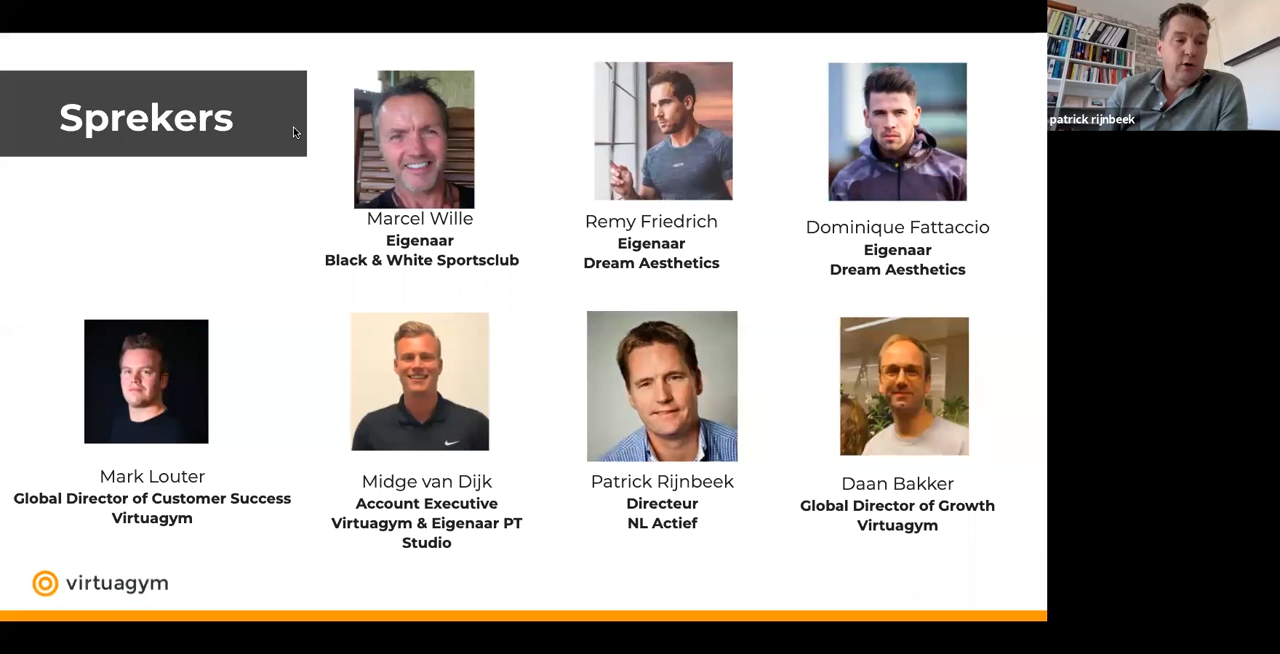 Sprekers
Marcel Wille
Eigenaar
Black & White Sportsclub
Remy Friedrich
Eigenaar
Dream Aesthetics
Dominique Fattaccio
Eigenaar
Dream Aesthetics
Mark Louter
Global Director of Customer Success
Virtuagym
Midge van Dijk
Account Executive
Virtuagym & Eigenaar PT
Studio
Patrick Rijnbeek
Directeur
NL Actief
Daan Bakker
Global Director of Growth
Virtuagym
virtuagym
patrick rijnbeek